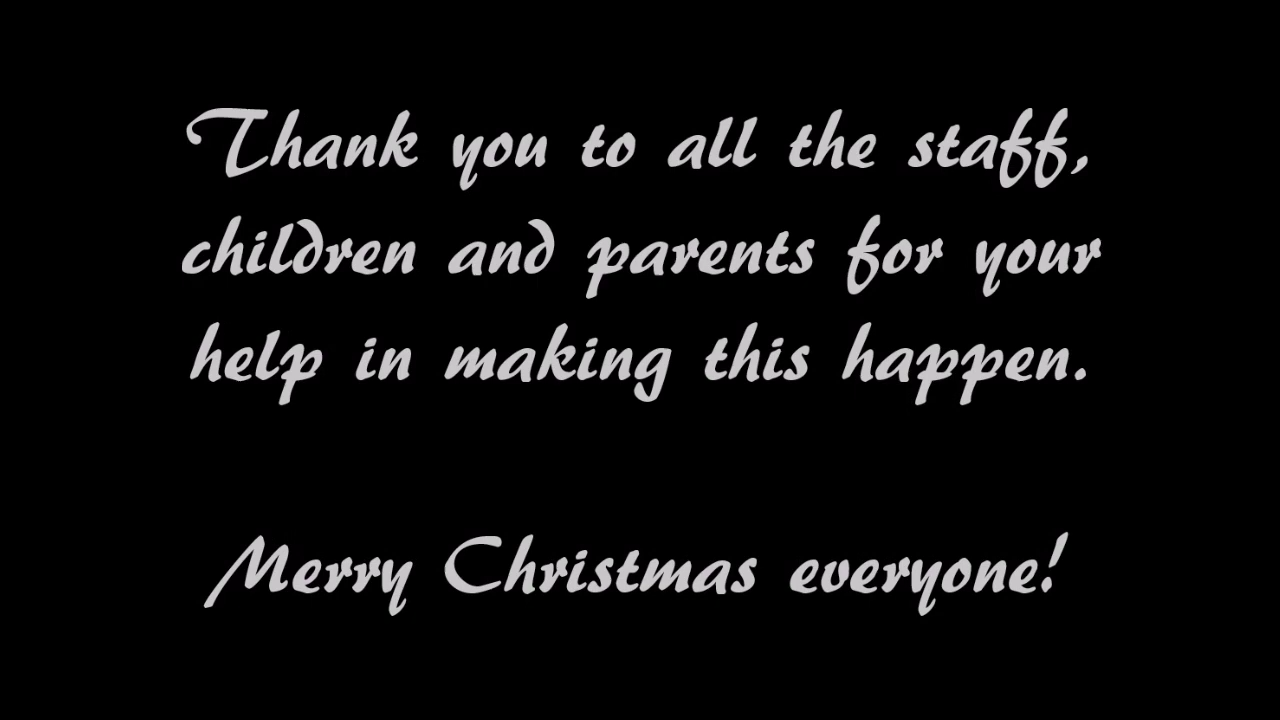 Thank you to all the staff,
children and parents for your
help in making this happen.
Merry Christmas everyone!